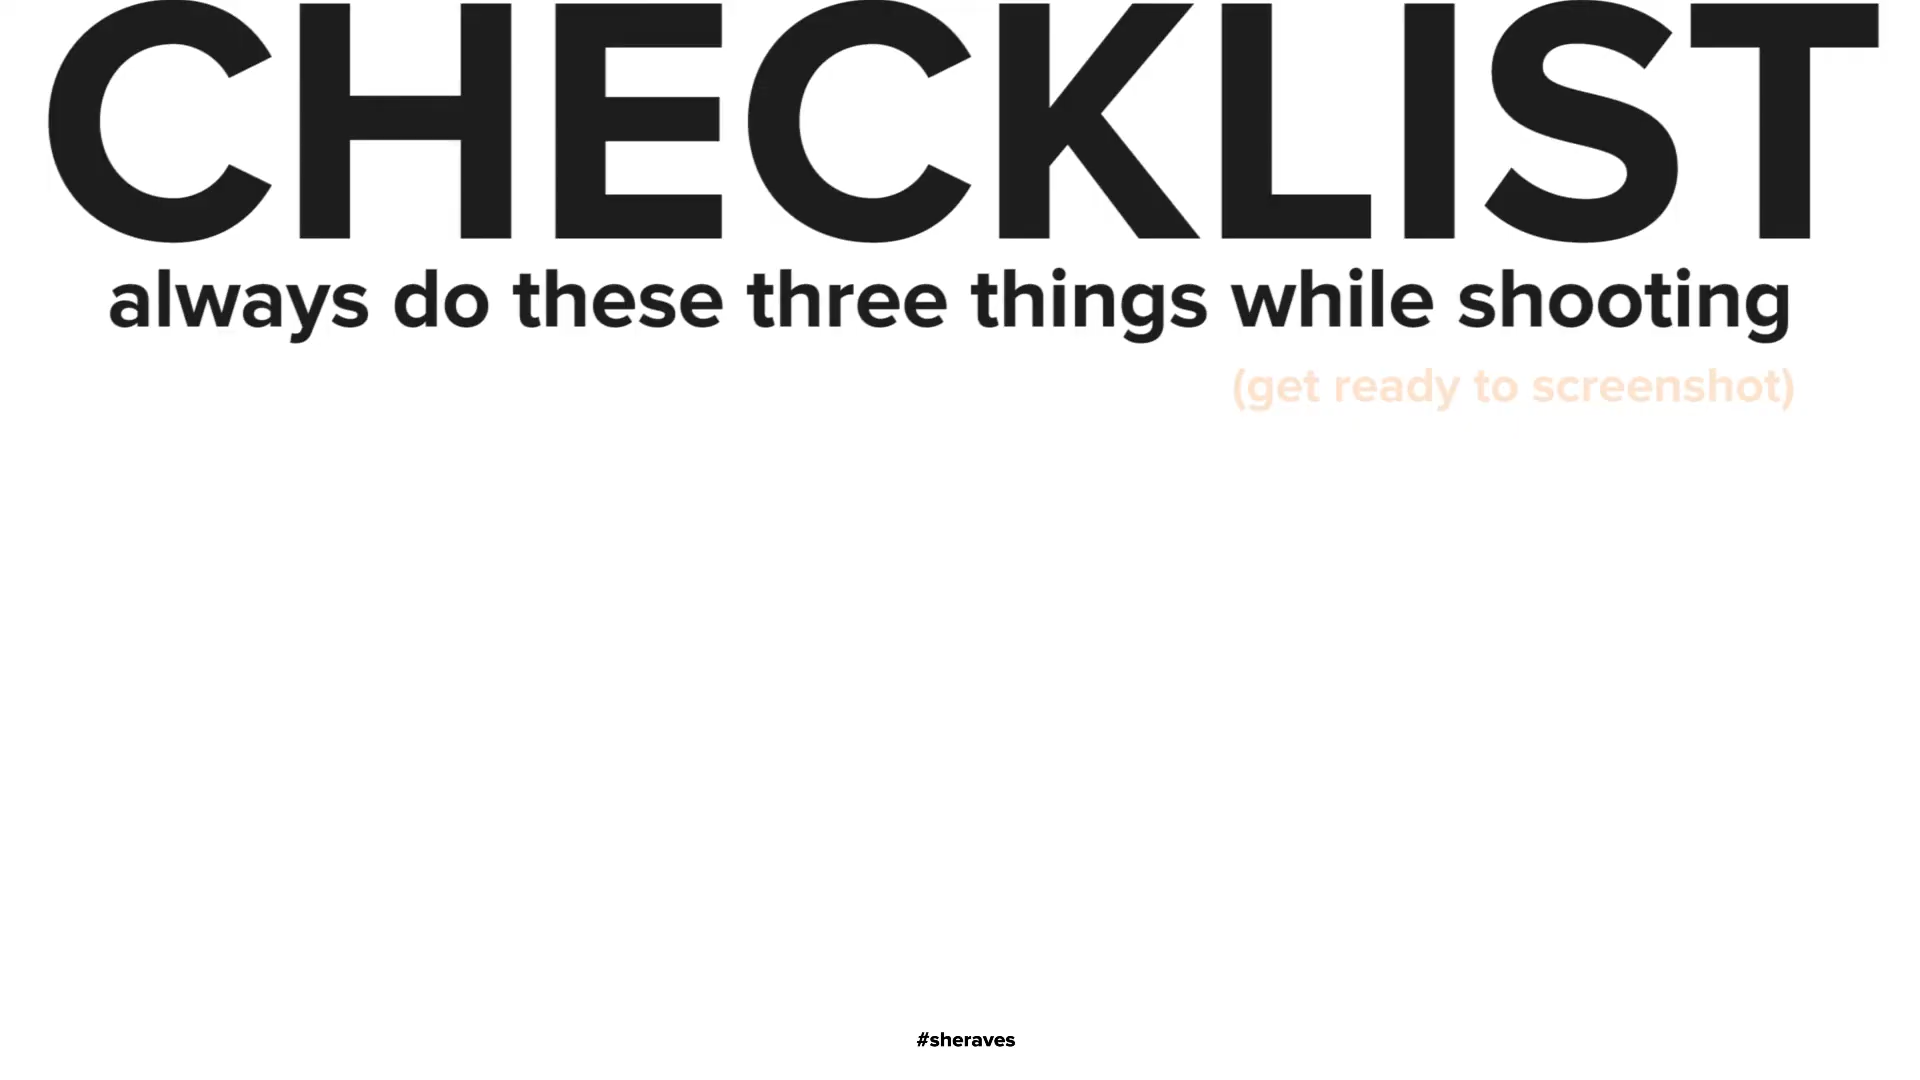 CHECKLIST
always do these three things while shooting
(get ready to screenshot)
#sheraves